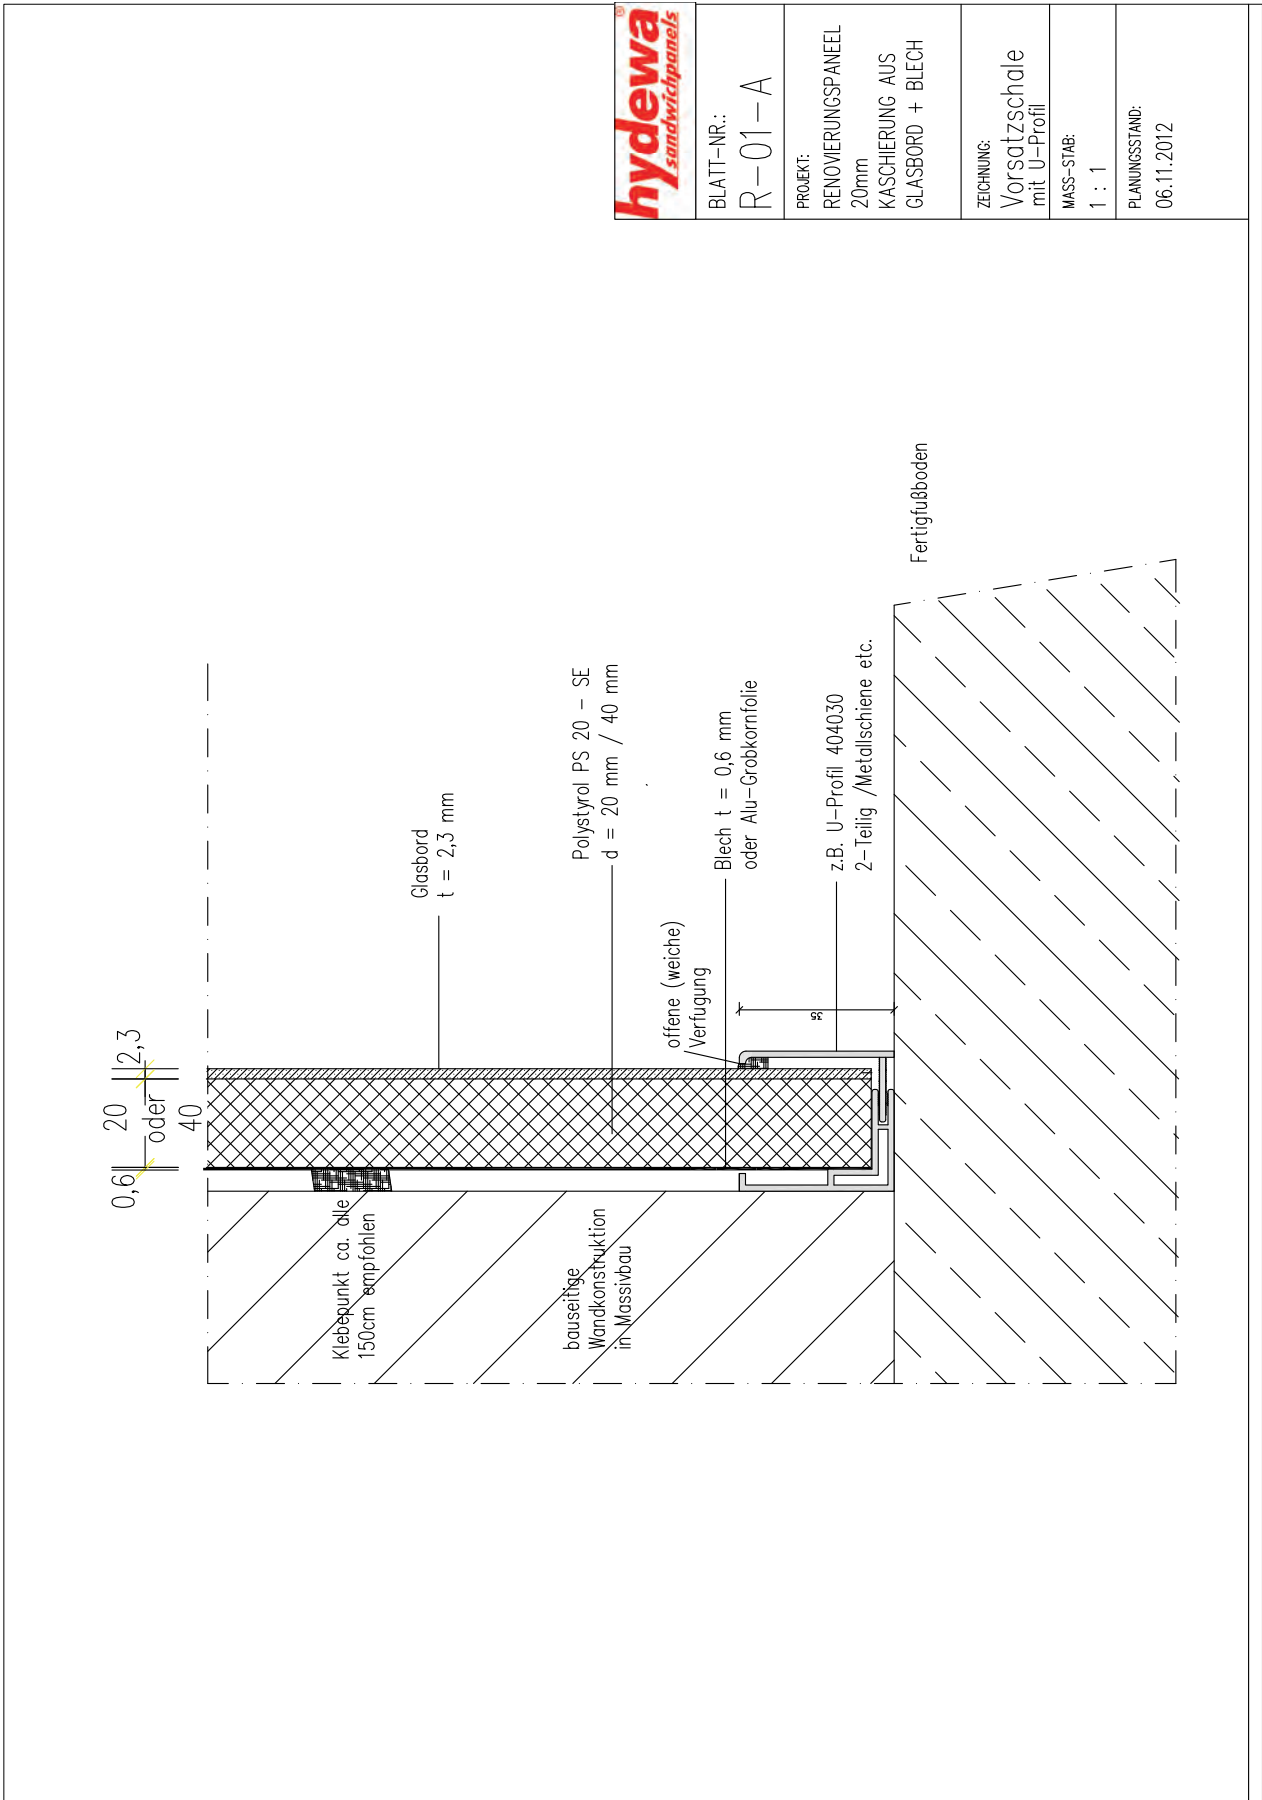 0,6
20
oder
40
2,3
Glasbord
t = 2,3 mm
Polystyrol PS 20 - SE
d = 20 mm / 40 mm
Klebepunkt ca. alle
150cm empfohlen
bauseitige
Wandkonstruktion
in Massivbau
offene (weiche)
Verfugung
Blech t = 0,6 mm
oder Alu-Grobkornfolie
35
z.B. U-Profil 404030
2-Teilig /Metallschiene etc.
Fertigfußboden
hydewa®
sandwichpanels
BLATT-NR.:
R-01-A
PROJEKT:
RENOVIERUNGSPANEEL
20mm
KASCHIERUNG AUS
GLASBORD + BLECH
ZEICHNUNG:
Vorsatzschale
mit U-Profil
MASS-STAB:
1 : 1
PLANUNGSSTAND:
06.11.2012